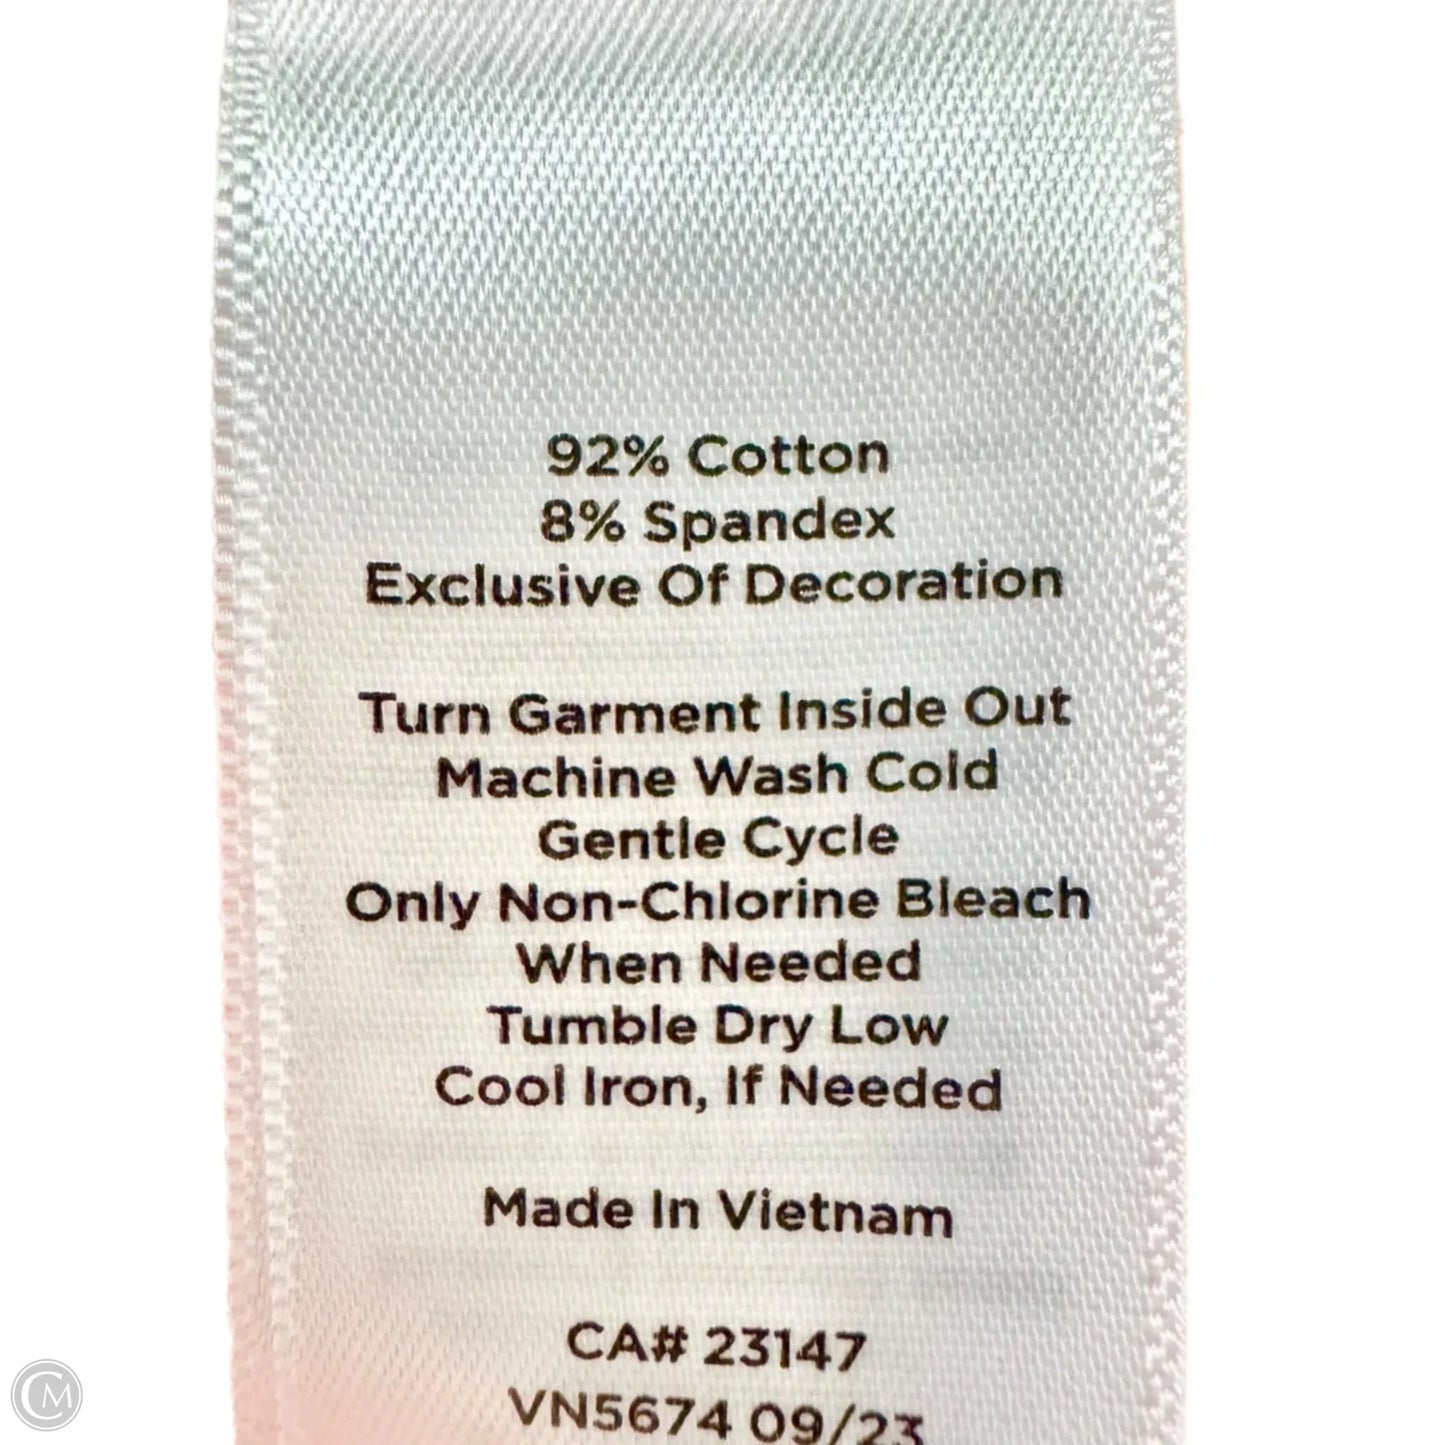 92% Cotton
8% Spandex
Exclusive Of Decoration
Turn Garment Inside Out
Machine Wash Cold
Gentle Cycle
Only Non-Chlorine Bleach
When Needed
Tumble Dry Low
Cool Iron, If Needed
Made In Vietnam
CA# 23147
VN5674 09/23
CM